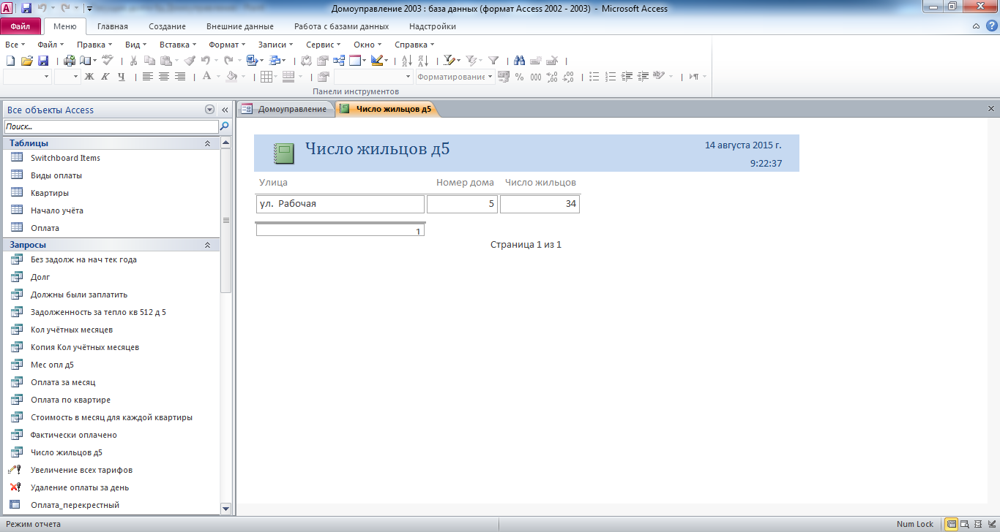 Домоуправление 2003 : база данных (формат Access 2002 - 2003) - Microsoft Access
Файл Меню Главная Создание Внешние данные Работа с базами данных Надстройки
Все Файл Правка Вид Вставка Формат Записи Сервис Окно Справка
Ж К Ч А Форматирование % 000
Панели инструментов
Все объекты Access
Поиск...
Таблицы
Switchboard Items
Виды оплаты
Квартиры
Начало учёта
Оплата
Запросы
Без задолж на нач тек года
Долг
Должны были заплатить
Задолженность за тепло кв 512 д 5
Кол учётных месяцев
Копия Кол учётных месяцев
Мес опл д5
Оплата за месяц
Оплата по квартире
Стоимость в месяц для каждой квартиры
Фактически оплачено
Число жильцов д5
Увеличение всех тарифов
Удаление оплаты за день
Оплата_перекрестный
Домоуправление Число жильцов д5
Число жильцов д5
14 августа 2015 г.
9:22:37
Улица Номер дома Число жильцов
ул. Рабочая 5 34
1
Страница 1 из 1
Режим отчета Num Lock